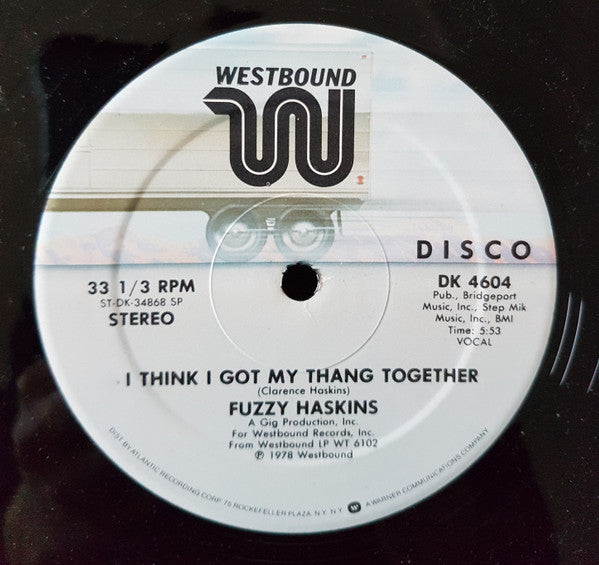 WESTBOUND
W
DISCO
33 1/3 RPM
ST-DK-34868 SP
STEREO
DK 4604
Pub., Bridgeport
Music, Inc., Step Mik
Music, Inc., BMI
Time: 5:53
VOCAL
I THINK I GOT MY THANG TOGETHER
(Clarence Haskins)
FUZZY HASKINS
A Gig Production, Inc.
For Westbound Records, Inc.
From Westbound LP WT 6102
℗ 1978 Westbound
DIST BY ATLANTIC RECORDING CORP. 75 ROCKEFELLER PLAZA. N.Y. N.Y. W A WARNER COMMUNICATIONS COMPANY